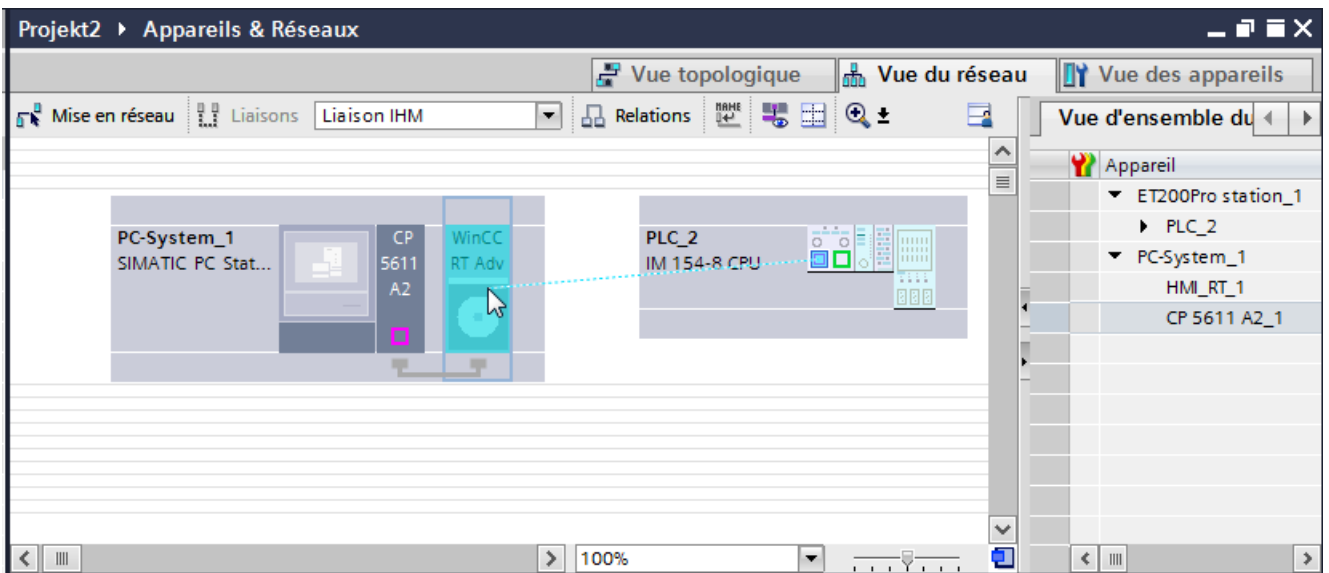 Projekt2 ▸ Appareils & Réseaux
Vue topologique
Vue du réseau
Vue des appareils
Mise en réseau
Liaisons
Liaison IHM
Relations
NAME
Vue d'ensemble du
Appareil
ET200Pro station_1
PLC_2
PC-System_1
HMI_RT_1
CP 5611 A2_1
PC-System_1
SIMATIC PC Stat...
CP
5611
A2
WinCC
RT Adv
PLC_2
IM 154-8 CPU
100%